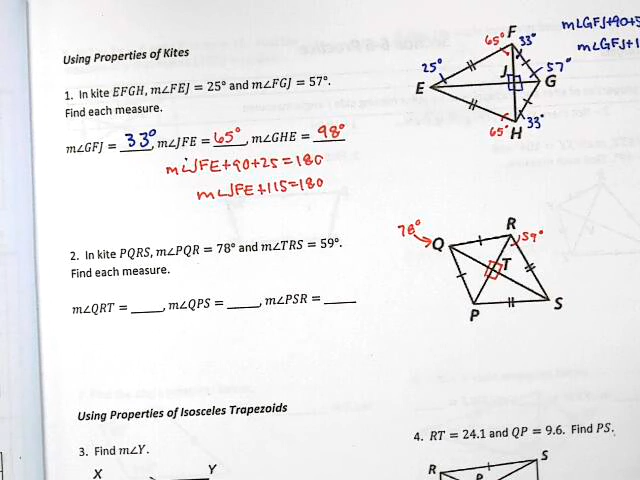 Using Properties of Kites
1. In kite EFGH, m∠FEJ = 25° and m∠FGJ = 57°.
Find each measure.
m∠GFJ = 33°, m∠JFE = 65°, m∠GHE = 98°
m∠JFE+90+25=180
m∠JFE+115=180
m∠GFJ+90+5
m∠GFJ+1
65° F 33°
25° J 57°
E G
65° H 33°
2. In kite PQRS, m∠PQR = 78° and m∠TRS = 59°.
Find each measure.
m∠QRT = ____, m∠QPS = ____, m∠PSR = ____
78° R 59°
Q T
P S
Using Properties of Isosceles Trapezoids
3. Find m∠Y.
X Y
4. RT = 24.1 and QP = 9.6. Find PS.
R S
P